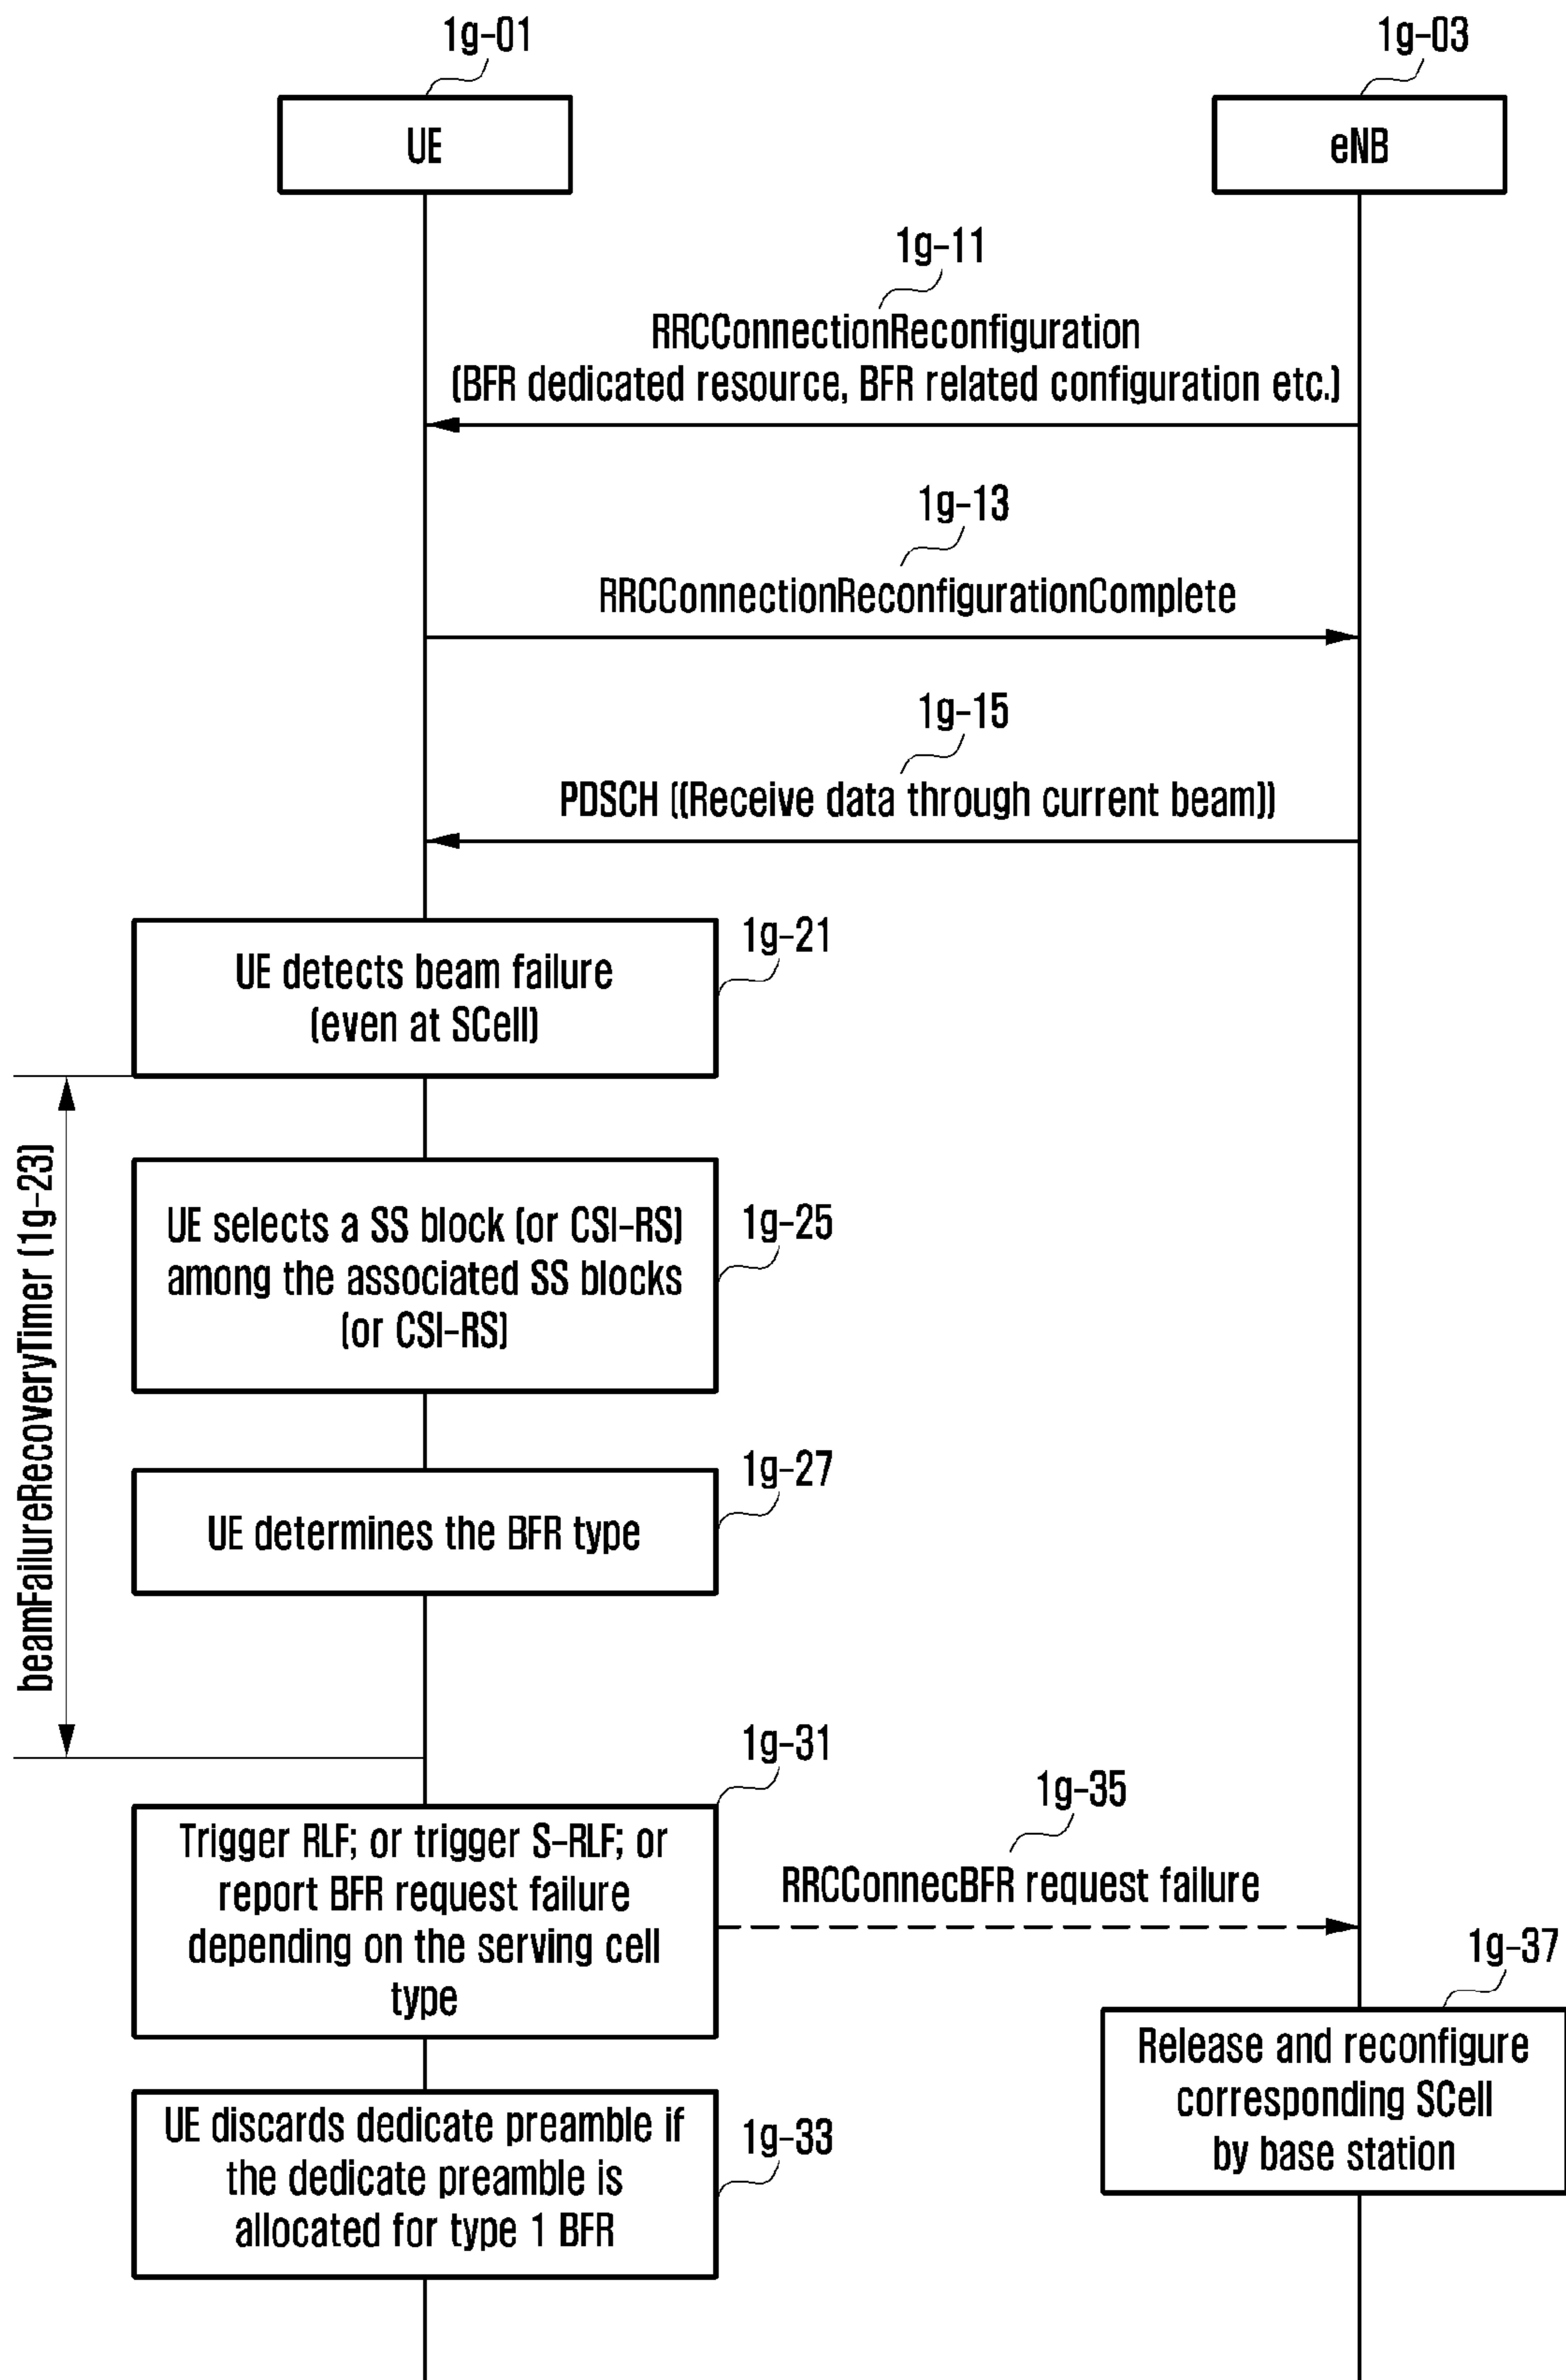 1g-01
1g-03
UE
eNB
1g-11
RRCConnectionReconfiguration
(BFR dedicated resource, BFR related configuration etc.)
1g-13
RRCConnectionReconfigurationComplete
1g-15
PDSCH ((Receive data through current beam))
1g-21
UE detects beam failure
(even at SCell)
beamFailureRecoveryTimer (1g-23)
1g-25
UE selects a SS block (or CSI-RS)
among the associated SS blocks
(or CSI-RS)
1g-27
UE determines the BFR type
1g-31
Trigger RLF; or trigger S-RLF; or
report BFR request failure
depending on the serving cell
type
1g-35
RRCConnecBFR request failure
1g-37
Release and reconfigure
corresponding SCell
by base station
1g-33
UE discards dedicate preamble if
the dedicate preamble is
allocated for type 1 BFR